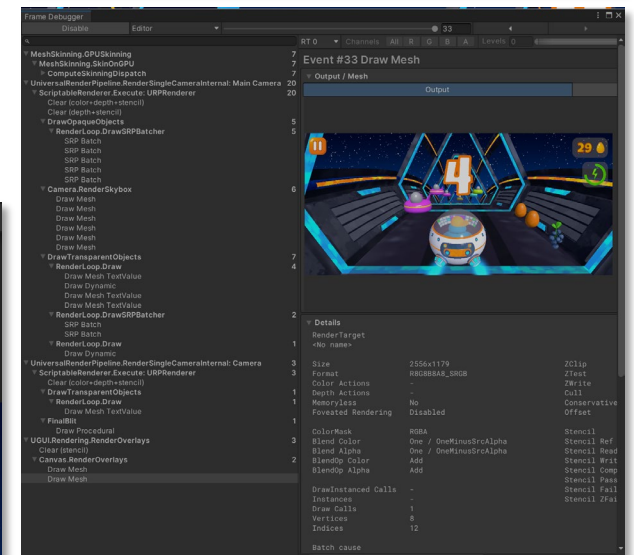 Frame Debugger
Disable Editor 33
RT 0 Channels All R G B A Levels 0
MeshSkinning.GPUSkinning 7
MeshSkinning.SkinOnGPU 7
ComputeSkinningDispatch 7
UniversalRenderPipeline.RenderSingleCameraInternal: Main Camera 20
ScriptableRenderer.Execute: URPRenderer 20
Clear (color+depth+stencil)
Clear (depth+stencil)
DrawOpaqueObjects 5
RenderLoop.DrawSRPBatcher 5
SRP Batch
SRP Batch
SRP Batch
SRP Batch
SRP Batch
Camera.RenderSkybox 6
Draw Mesh
Draw Mesh
Draw Mesh
Draw Mesh
Draw Mesh
Draw Mesh
DrawTransparentObjects 7
RenderLoop.Draw 4
Draw Mesh TextValue
Draw Dynamic
Draw Mesh TextValue
Draw Mesh TextValue
RenderLoop.DrawSRPBatcher 2
SRP Batch
SRP Batch
RenderLoop.Draw 1
Draw Dynamic
UniversalRenderPipeline.RenderSingleCameraInternal: Camera 3
ScriptableRenderer.Execute: URPRenderer 3
Clear (color+depth+stencil)
DrawTransparentObjects 1
RenderLoop.Draw 1
Draw Mesh TextValue
FinalBlit 1
Draw Procedural
UGUI.Rendering.RenderOverlays 3
Clear (stencil)
Canvas.RenderOverlays 2
Draw Mesh
Draw Mesh
Event #33 Draw Mesh
Output / Mesh
Output
29
4
Details
RenderTarget
<No name>
Size 2556x1179 ZClip
Format R8G8B8A8_SRGB ZTest
Color Actions - ZWrite
Depth Actions - Cull
Memoryless No Conservative
Foveated Rendering Disabled Offset
ColorMask RGBA Stencil
Blend Color One / OneMinusSrcAlpha Stencil Ref
Blend Alpha One / OneMinusSrcAlpha Stencil Read
BlendOp Color Add Stencil Writ
BlendOp Alpha Add Stencil Comp
Stencil Pass
DrawInstanced Calls - Stencil Fail
Instances - Stencil ZFai
Draw Calls 1
Vertices 8
Indices 12
Batch cause